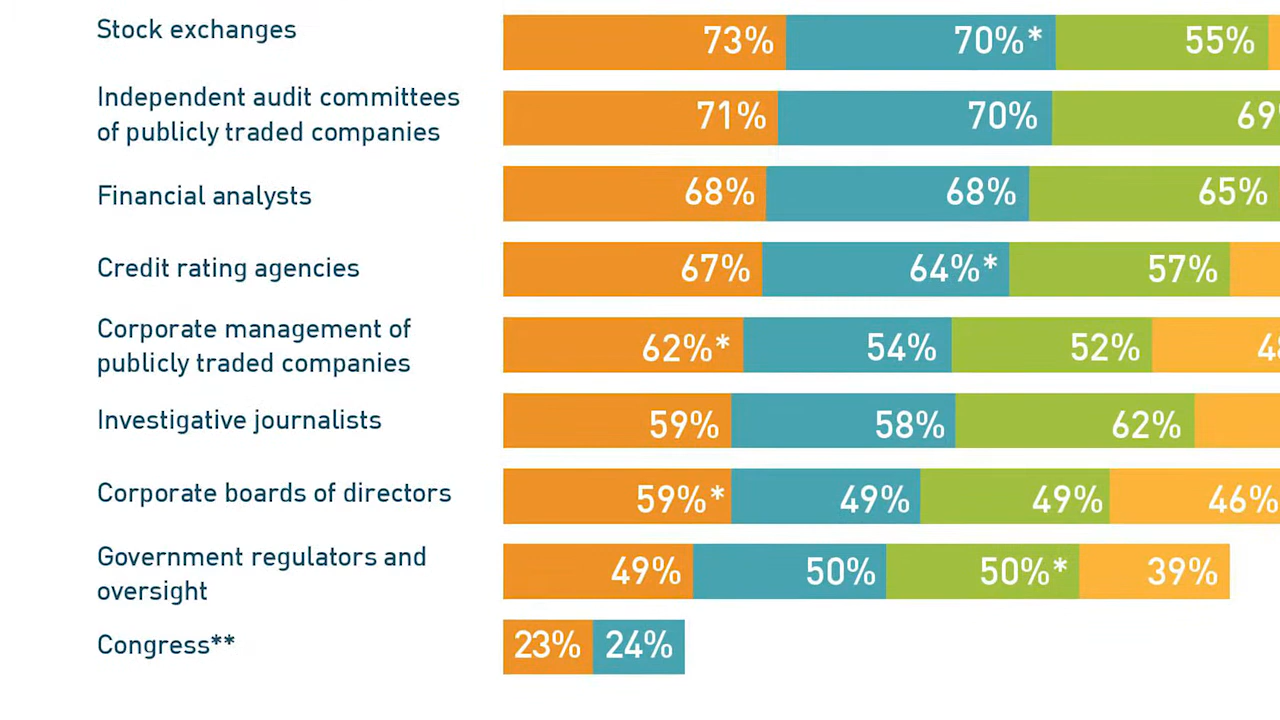 Stock exchanges 73% 70%* 55%
Independent audit committees
of publicly traded companies 71% 70%
Financial analysts 68% 68% 65%
Credit rating agencies 67% 64%* 57%
Corporate management of
publicly traded companies 62%* 54% 52%
Investigative journalists 59% 58% 62%
Corporate boards of directors 59%* 49% 49% 46%
Government regulators and
oversight 49% 50% 50%* 39%
Congress** 23% 24%